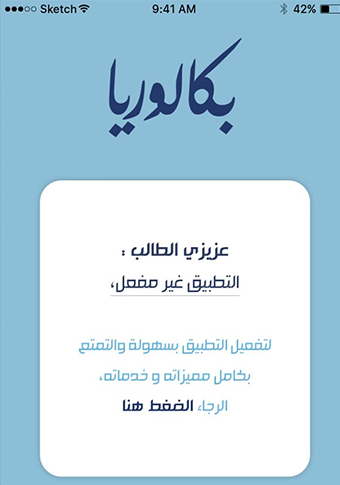 Sketch 9:41 AM 42%
بكالوريا
عزيزي الطالب :
التطبيق غير مفعل،
لتفعيل التطبيق بسهولة والتمتع
بكامل مميزاته و خدماته،
الرجاء الضغط هنا